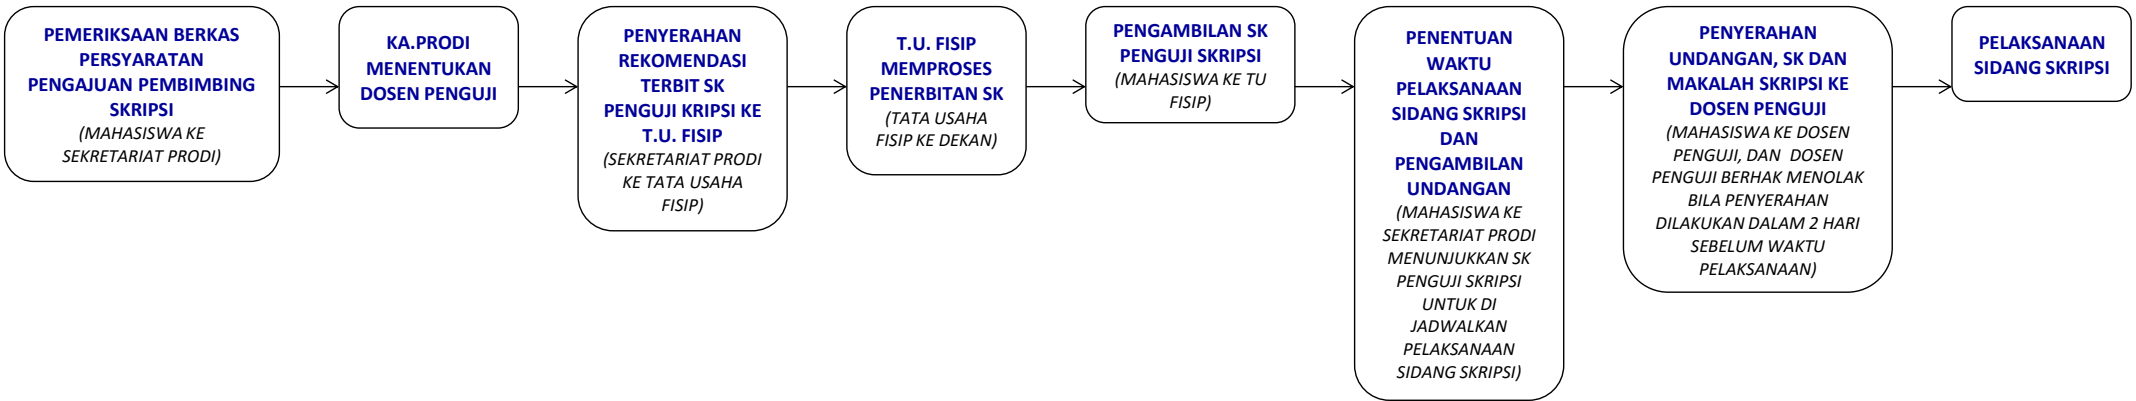 PEMERIKSAAN BERKAS
PERSYARATAN
PENGAJUAN PEMBIMBING
SKRIPSI
(MAHASISWA KE
SEKRETARIAT PRODI)
KA.PRODI
MENENTUKAN
DOSEN PENGUJI
PENYERAHAN
REKOMENDASI
TERBIT SK
PENGUJI KRIPSI KE
T.U. FISIP
(SEKRETARIAT PRODI
KE TATA USAHA
FISIP)
T.U. FISIP
MEMPROSES
PENERBITAN SK
(TATA USAHA
FISIP KE DEKAN)
PENGAMBILAN SK
PENGUJI SKRIPSI
(MAHASISWA KE TU
FISIP)
PENENTUAN
WAKTU
PELAKSANAAN
SIDANG SKRIPSI
DAN
PENGAMBILAN
UNDANGAN
(MAHASISWA KE
SEKRETARIAT PRODI
MENUNJUKKAN SK
PENGUJI SKRIPSI
UNTUK DI
JADWALKAN
PELAKSANAAN
SIDANG SKRIPSI)
PENYERAHAN
UNDANGAN, SK DAN
MAKALAH SKRIPSI KE
DOSEN PENGUJI
(MAHASISWA KE DOSEN
PENGUJI, DAN DOSEN
PENGUJI BERHAK MENOLAK
BILA PENYERAHAN
DILAKUKAN DALAM 2 HARI
SEBELUM WAKTU
PELAKSANAAN)
PELAKSANAAN
SIDANG SKRIPSI